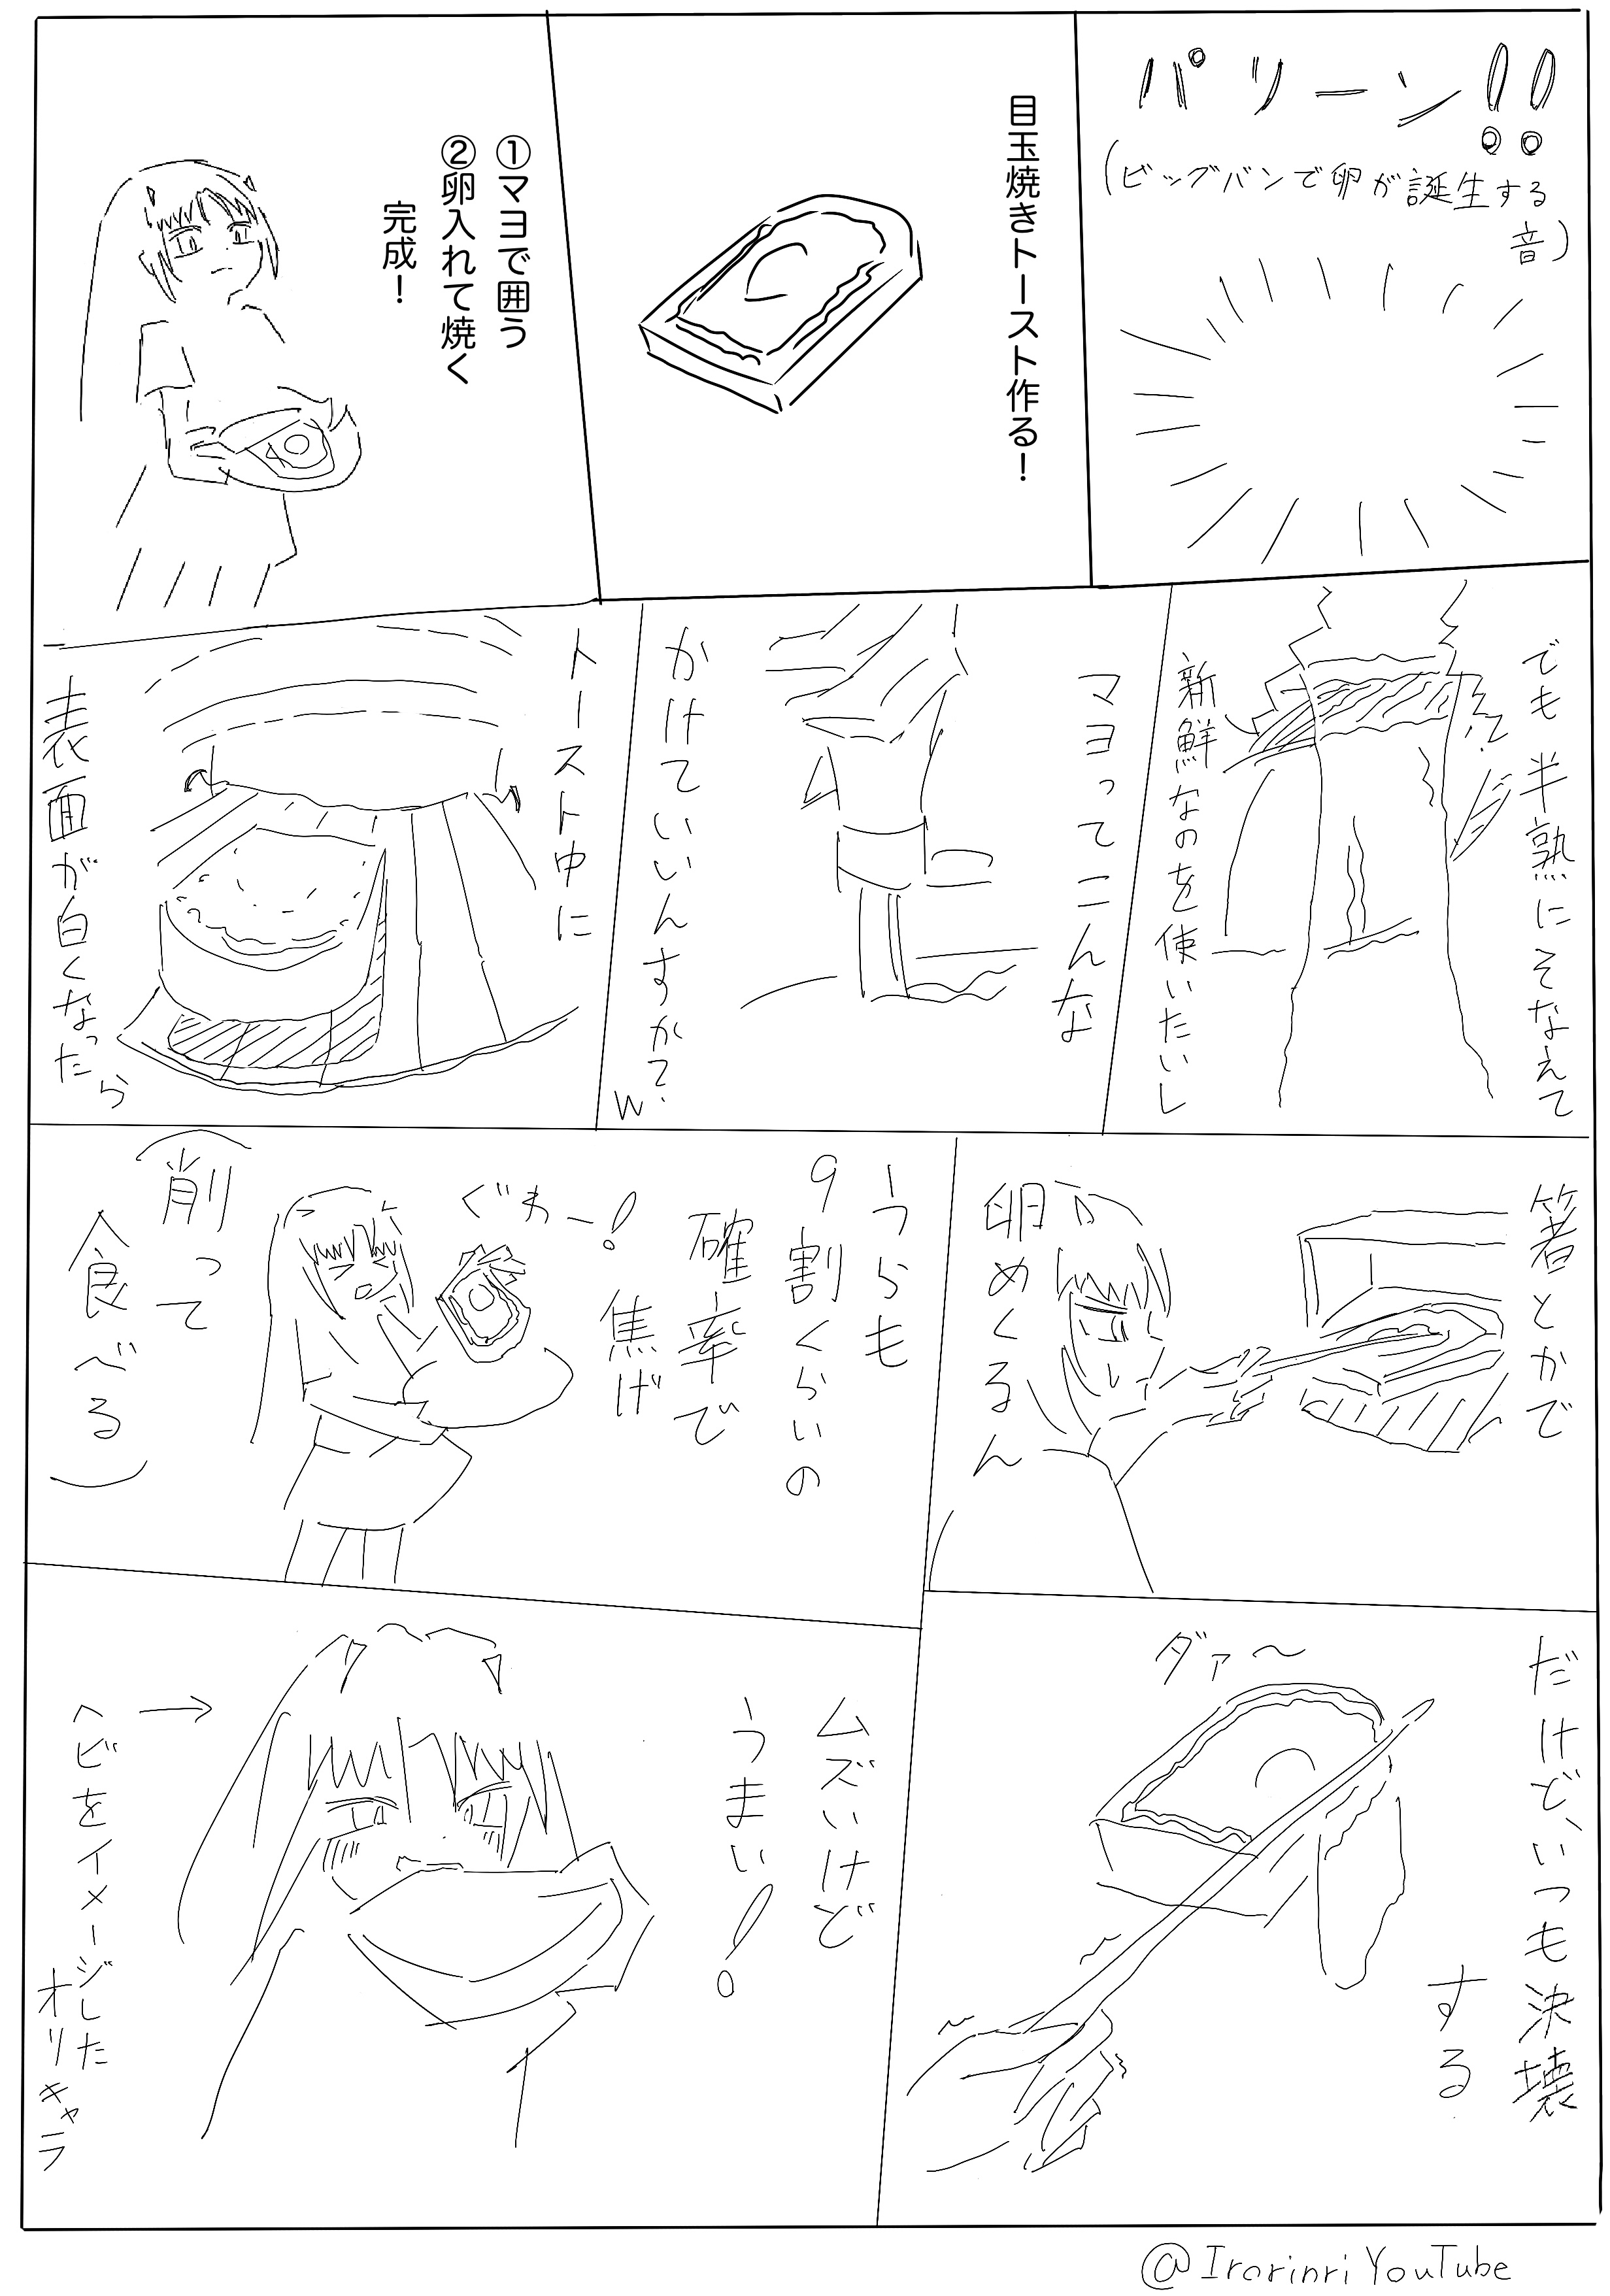 パリーン!!
(ビッグバンで卵が誕生する
音)
目玉焼きトースト作る！
①マヨで囲う
②卵入れて焼く
完成！
でも半熟にそなえて
新鮮なのを使いたいし
マヨってこんな
かけていいんすか?
w
トースト中に
表面が白くなったら
箸とかで
卵めくるん
うらも
9割くらいの
確率で
焦げ
ぐわー!
(削って
食べる)
だけど、いつも決壊
する
ダァ〜
ムズいけど
うまい!
→
ヘビをイメージした
オリキャラ
@Irorinri YouTube